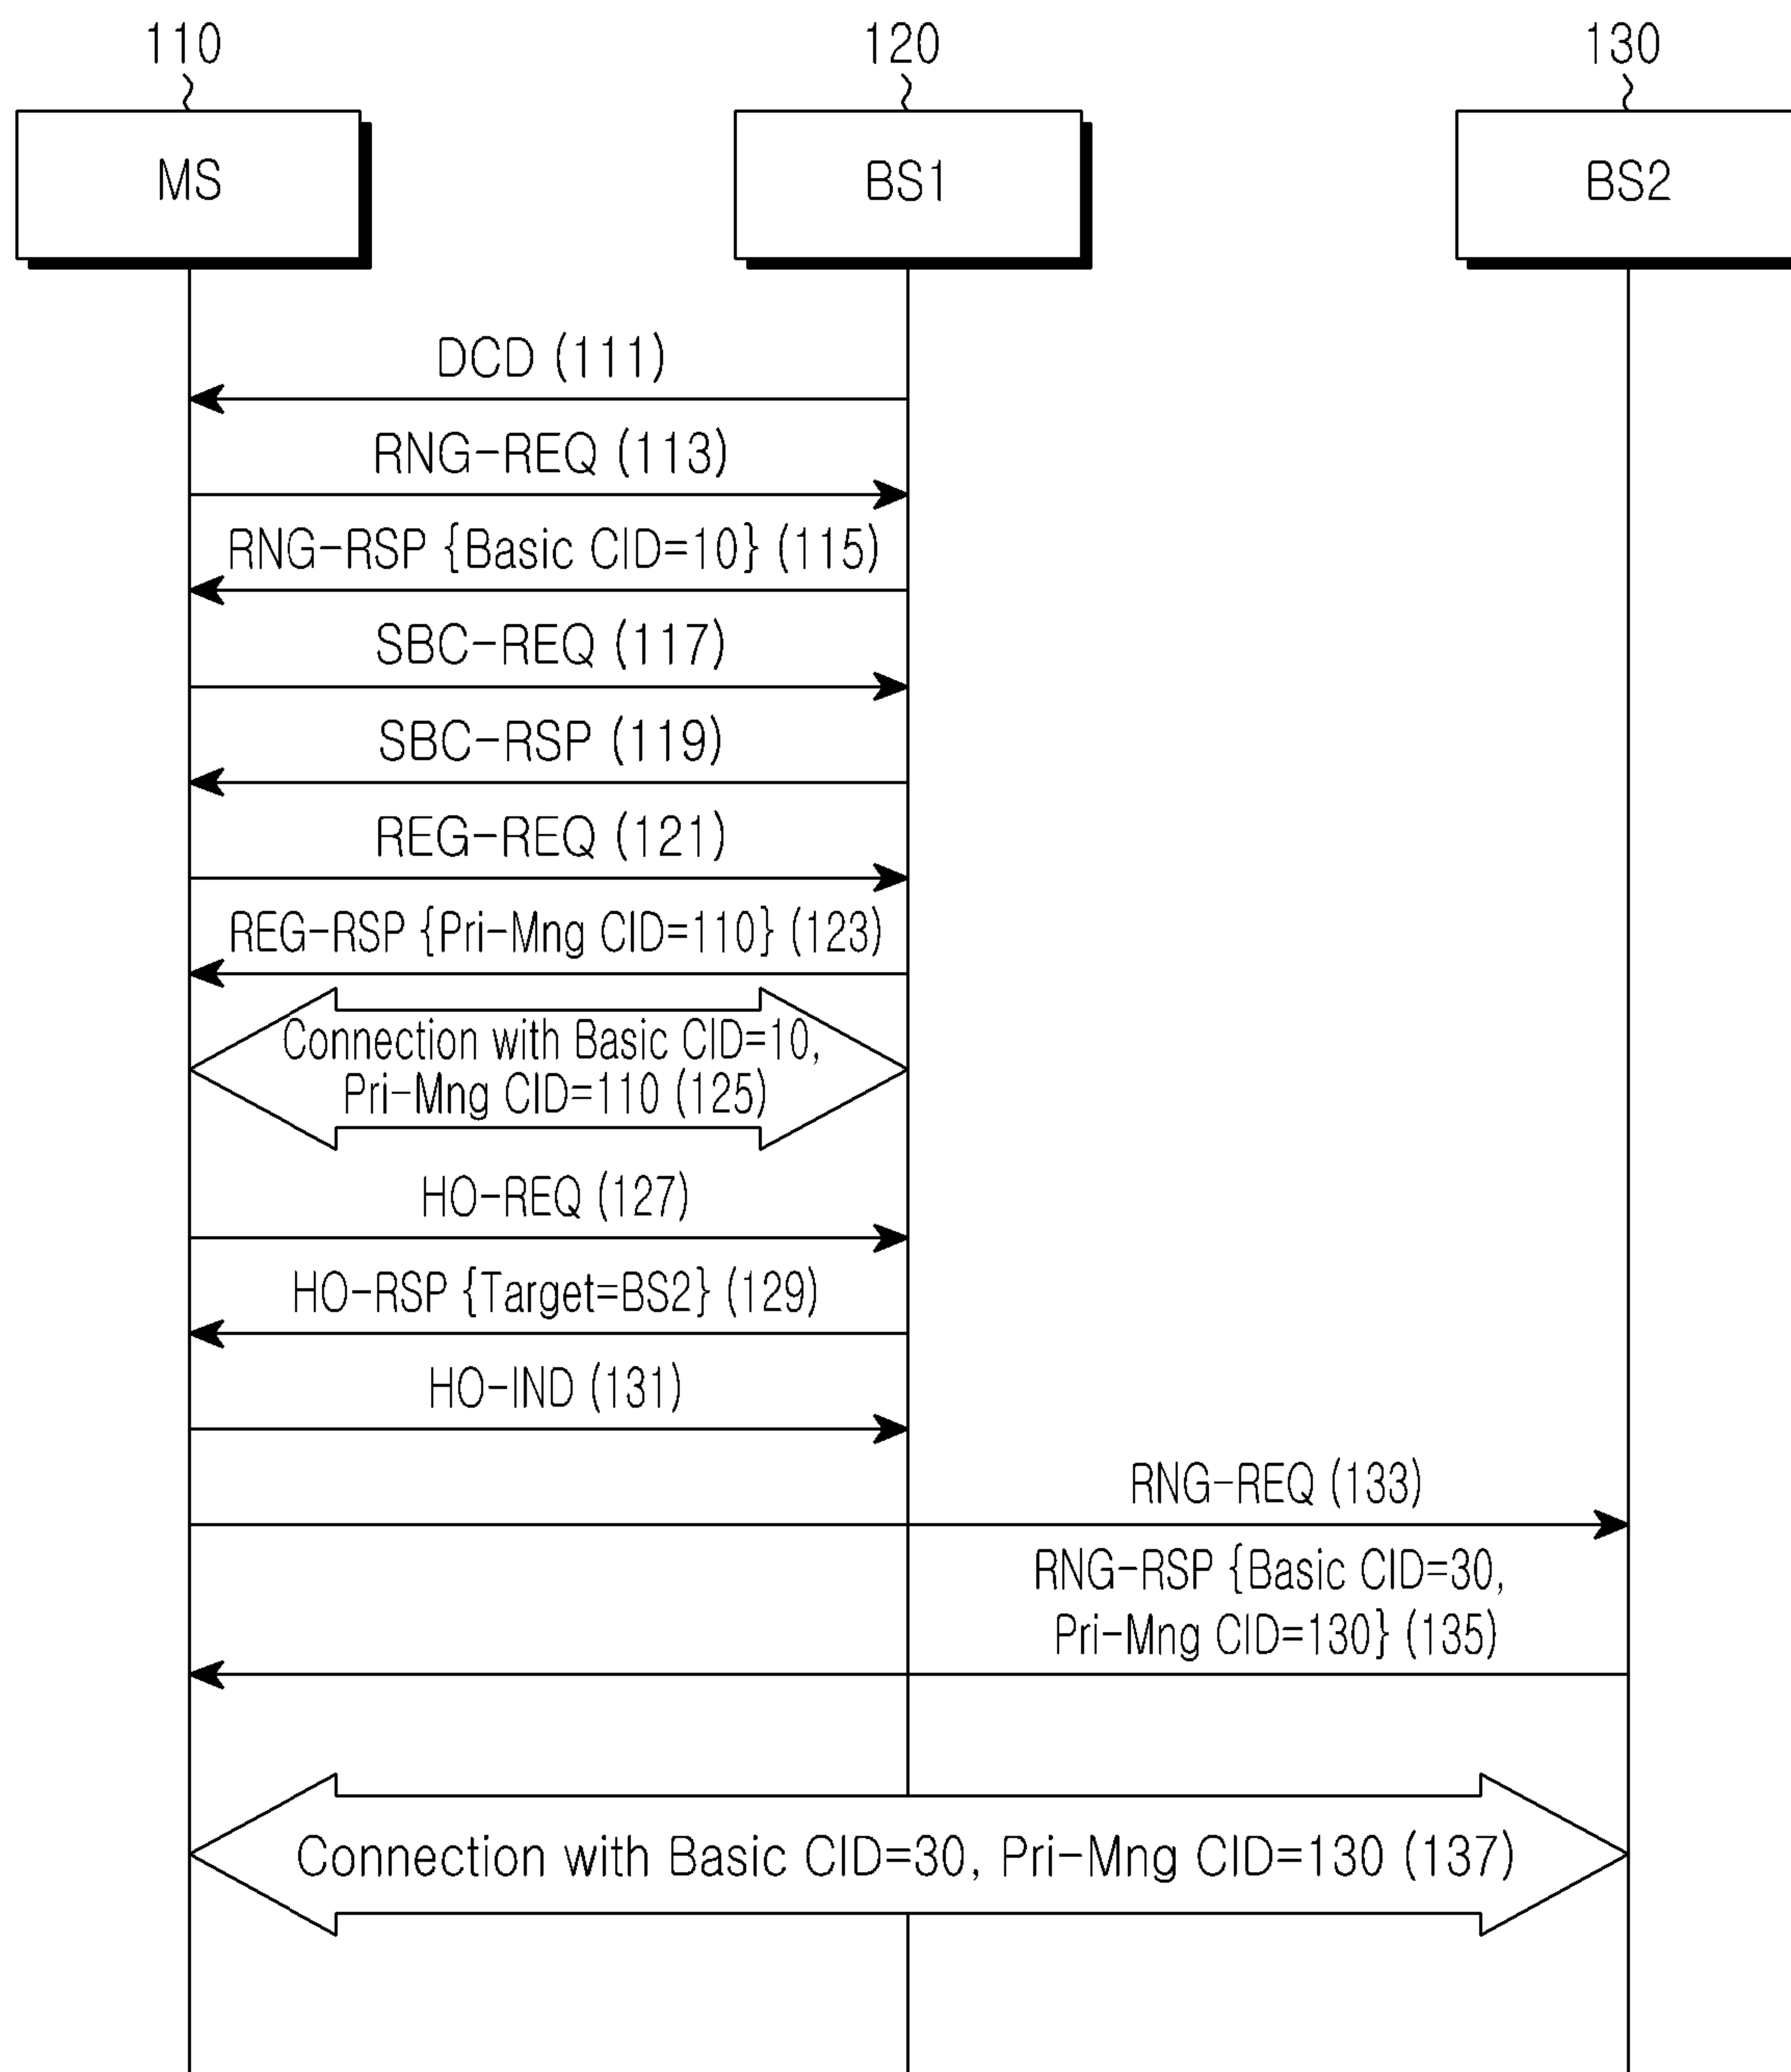 110
120
130
MS
BS1
BS2
DCD (111)
RNG-REQ (113)
RNG-RSP {Basic CID=10} (115)
SBC-REQ (117)
SBC-RSP (119)
REG-REQ (121)
REG-RSP {Pri-Mng CID=110} (123)
Connection with Basic CID=10,
Pri-Mng CID=110 (125)
HO-REQ (127)
HO-RSP {Target=BS2} (129)
HO-IND (131)
RNG-REQ (133)
RNG-RSP {Basic CID=30,
Pri-Mng CID=130} (135)
Connection with Basic CID=30, Pri-Mng CID=130 (137)